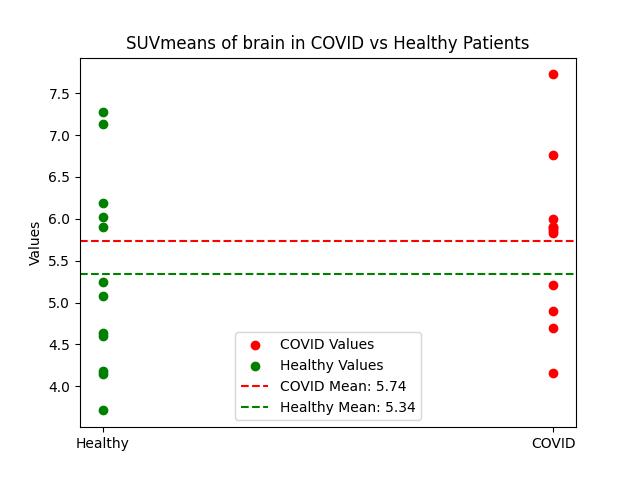 SUVmeans of brain in COVID vs Healthy Patients
Values
7.5
7.0
6.5
6.0
5.5
5.0
4.5
4.0
COVID Values
Healthy Values
COVID Mean: 5.74
Healthy Mean: 5.34
Healthy
COVID